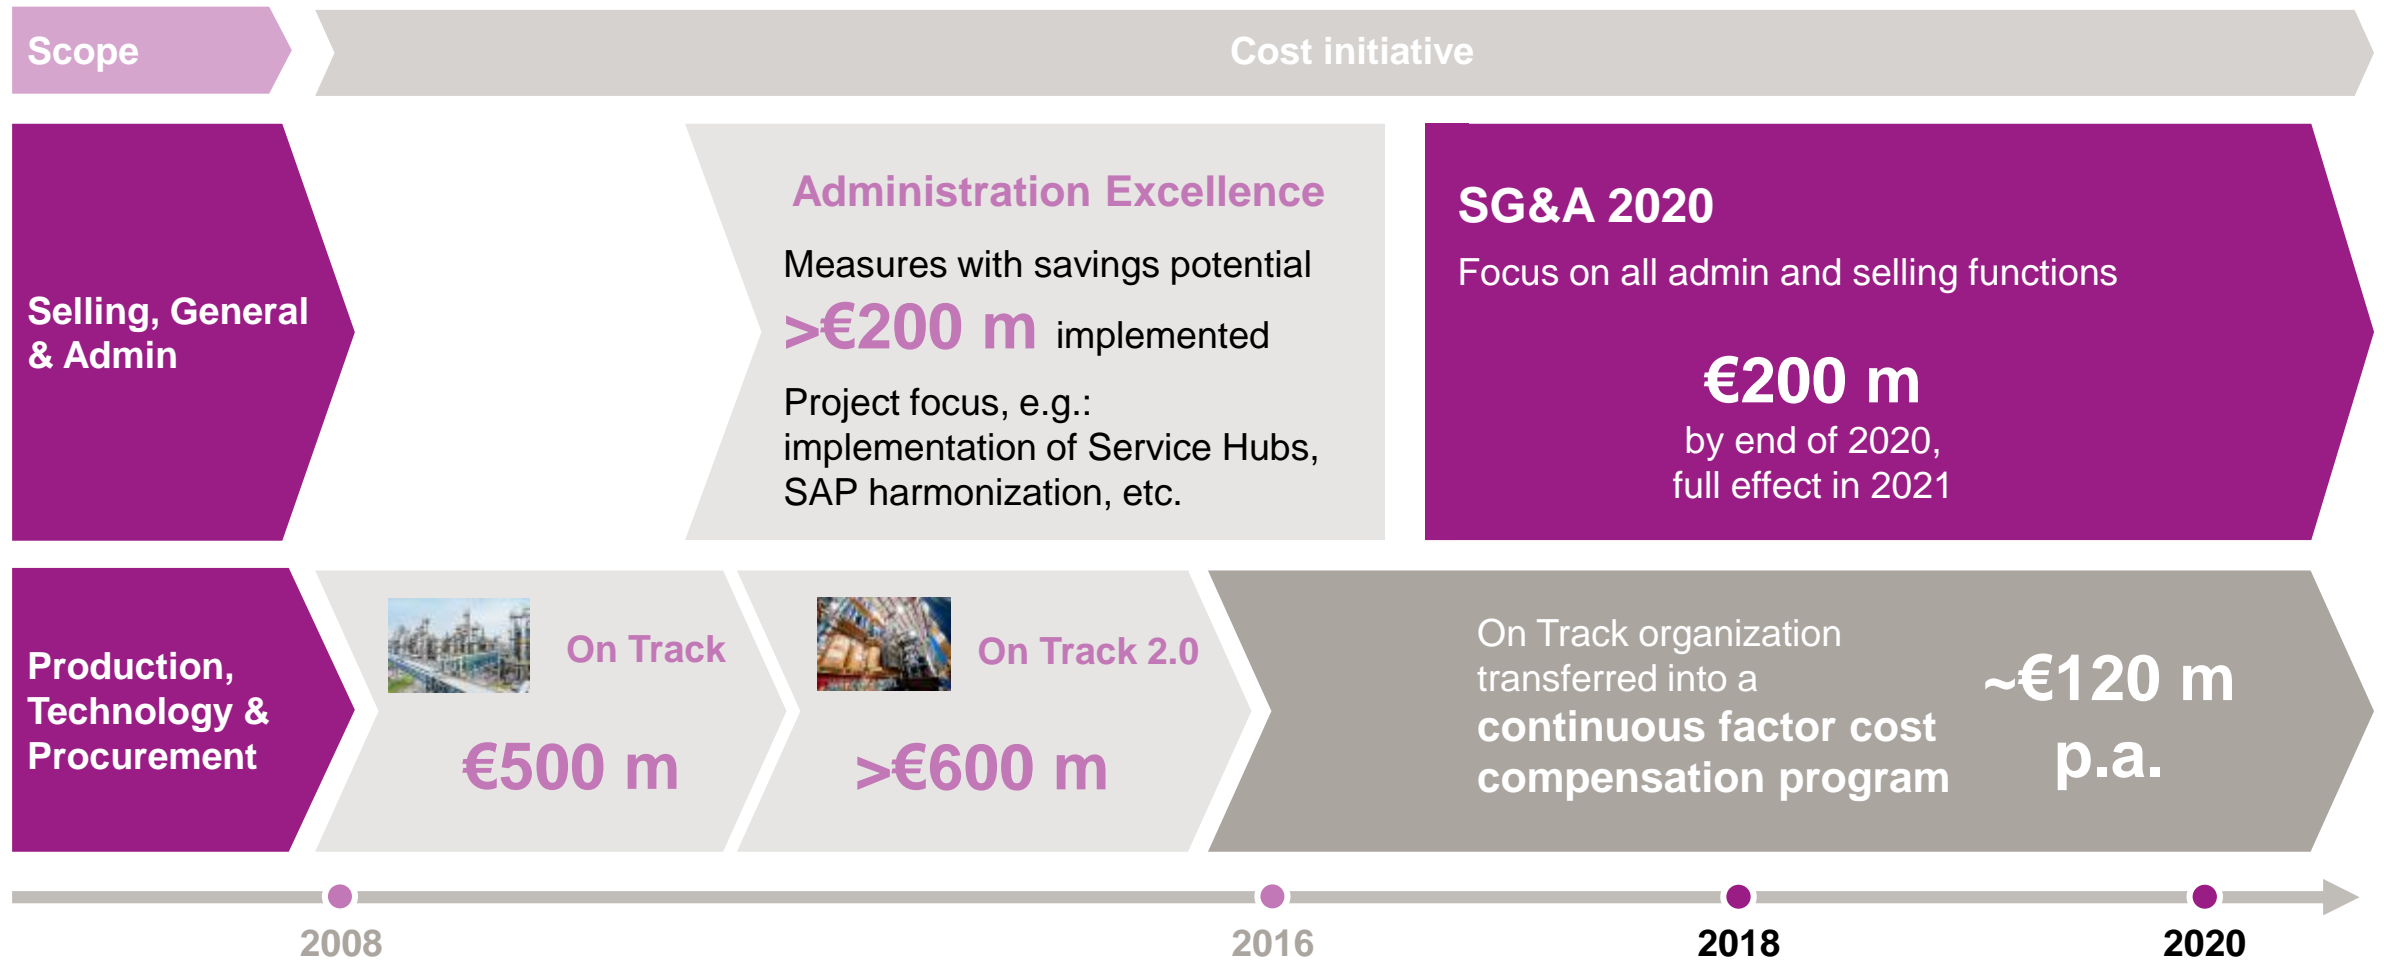 Scope
Cost initiative
Selling, General
& Admin
Administration Excellence
Measures with savings potential
>€200 m implemented
Project focus, e.g.:
implementation of Service Hubs,
SAP harmonization, etc.
SG&A 2020
Focus on all admin and selling functions
€200 m
by end of 2020,
full effect in 2021
Production,
Technology &
Procurement
On Track
€500 m
On Track 2.0
>€600 m
On Track organization
transferred into a
continuous factor cost
compensation program
~€120 m
p.a.
2008
2016
2018
2020